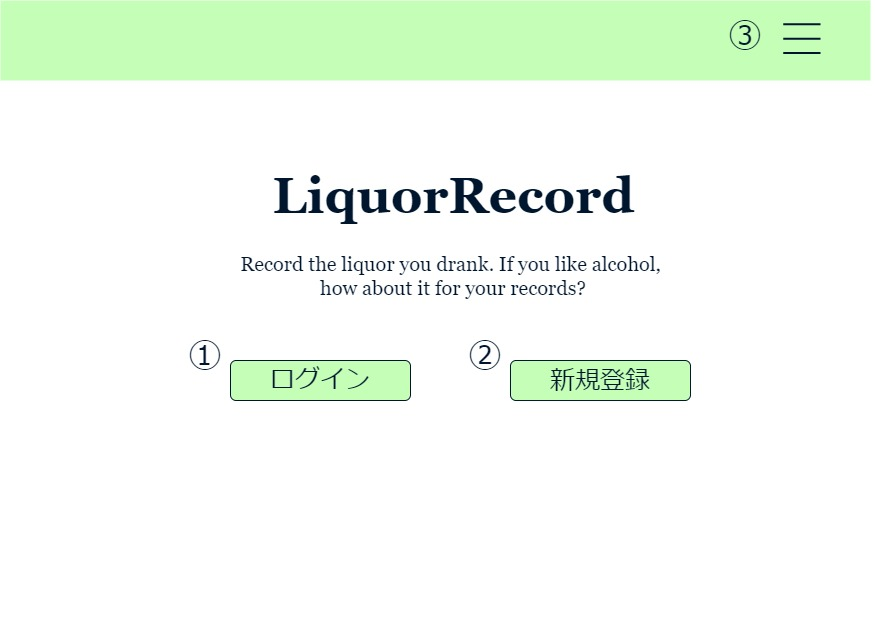 ③
LiquorRecord
Record the liquor you drank. If you like alcohol,
how about it for your records?
① ログイン
② 新規登録